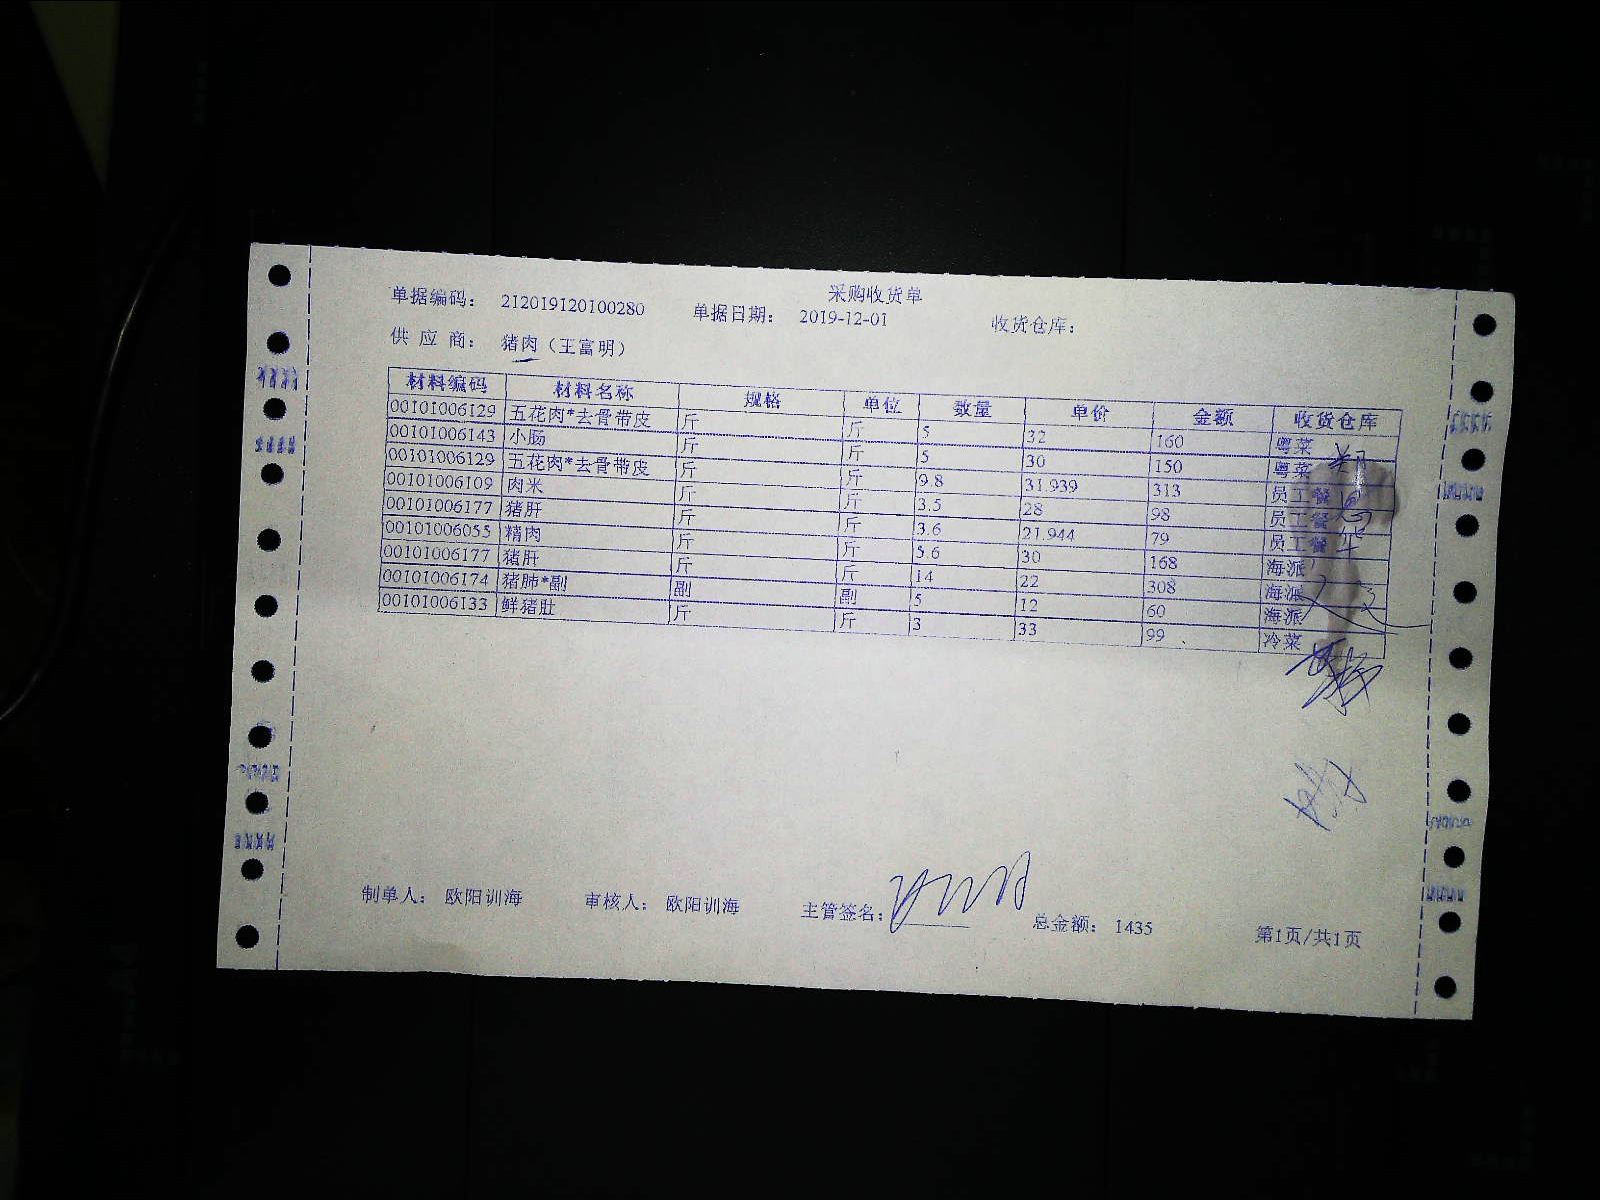 采购收货单
单据编码： 212019120100280 单据日期： 2019-12-01 收货仓库：
供 应 商： 猪肉（王富明）
材料编码 材料名称 规格 单位 数量 单价 金额 收货仓库
00101006129 五花肉*去骨带皮 斤 斤 5 32 160 粤菜
00101006143 小肠 斤 斤 5 30 150 粤菜
00101006129 五花肉*去骨带皮 斤 斤 9.8 31.939 313 员工餐
00101006109 肉米 斤 斤 3.5 28 98 员工餐
00101006177 猪肝 斤 斤 3.6 21.944 79 员工餐
00101006055 精肉 斤 斤 5.6 30 168 海派
00101006177 猪肝 斤 斤 14 22 308 海派
00101006174 猪肺*副 副 副 5 12 60 海派
00101006133 鲜猪肚 斤 斤 3 33 99 冷菜
制单人： 欧阳训海 审核人： 欧阳训海 主管签名： 总金额： 1435 第1页/共1页